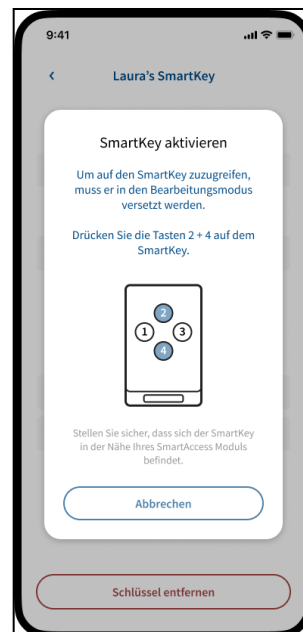 9:41
Laura's SmartKey
SmartKey aktivieren
Um auf den SmartKey zuzugreifen,
muss er in den Bearbeitungsmodus
versetzt werden.
Drücken Sie die Tasten 2 + 4 auf dem
SmartKey.
2
1 3
4
Stellen Sie sicher, dass sich der SmartKey
in der Nähe Ihres SmartAccess Moduls
befindet.
Abbrechen
Schlüssel entfernen